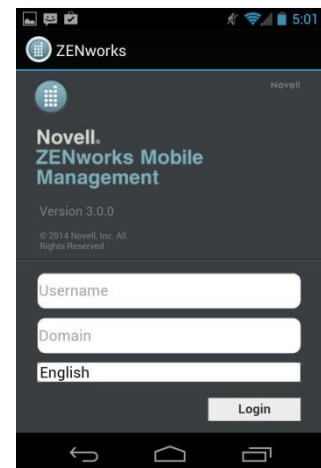 5:01
ZENworks
Novell
Novell.
ZENworks Mobile
Management
Version 3.0.0
© 2014 Novell, Inc. All
Rights Reserved
Username
Domain
English
Login